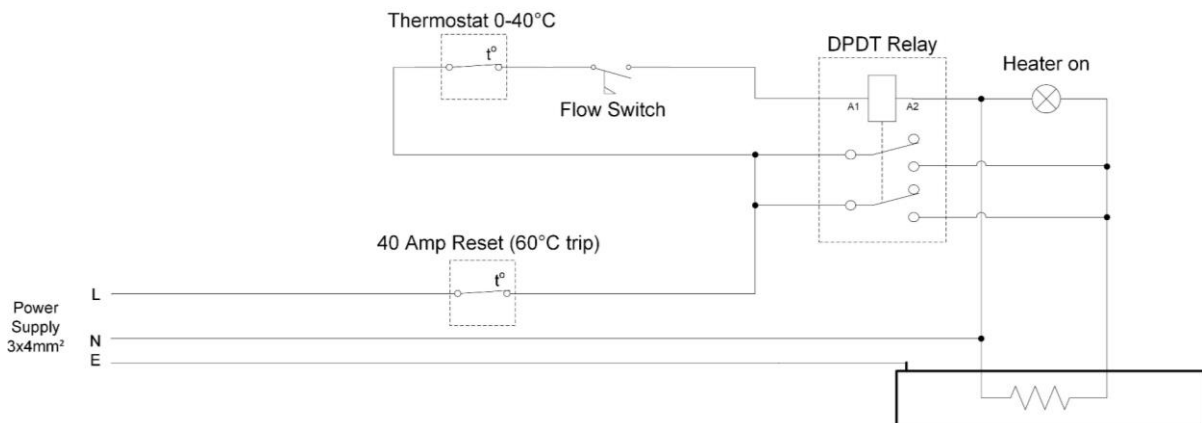 Thermostat 0-40°C
t°
Flow Switch
DPDT Relay
A1
A2
Heater on
40 Amp Reset (60°C trip)
t°
Power
Supply
3x4mm²
L
N
E